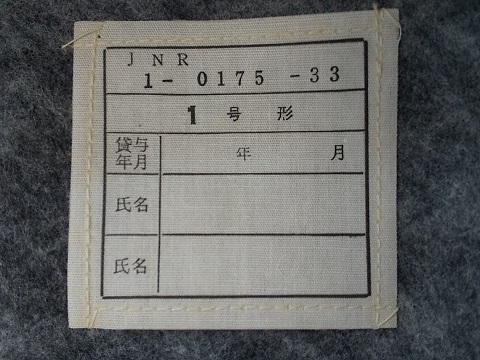 JNR
1-0175-33
1号形
貸与年月 年 月
氏名
氏名